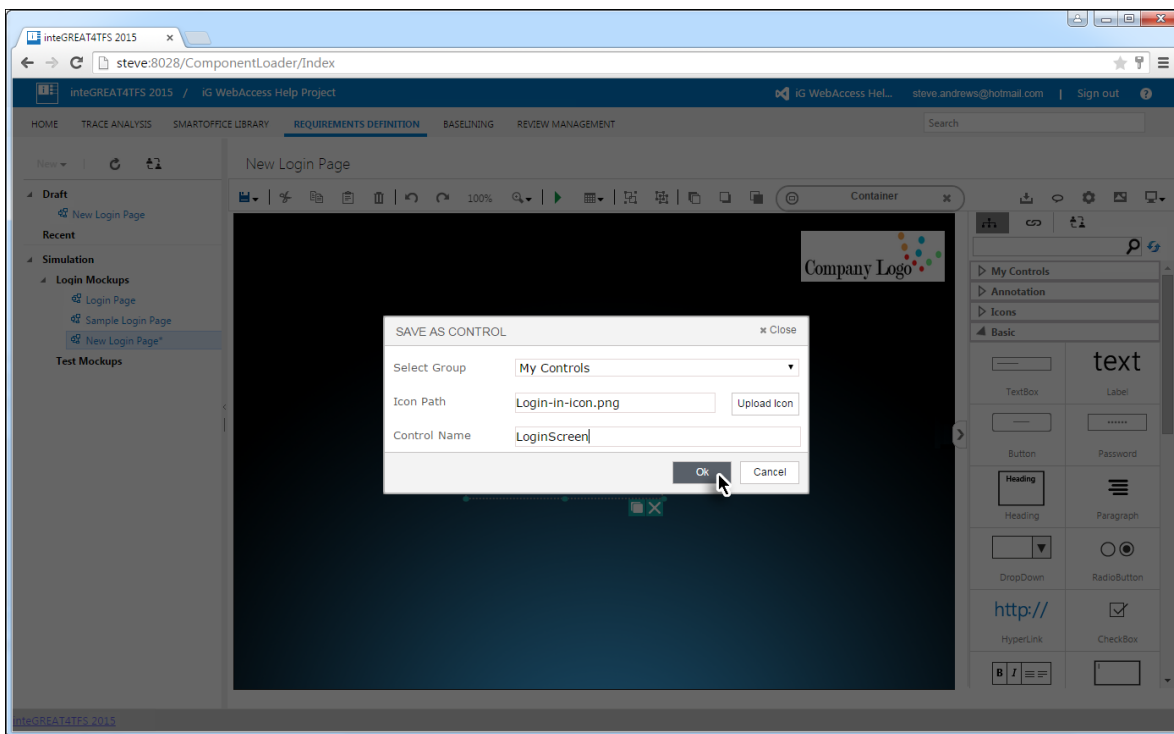 inteGREAT4TFS 2015
steve:8028/ComponentLoader/Index
inteGREAT4TFS 2015 / iG WebAccess Help Project
iG WebAccess Hel... steve.andrews@hotmail.com | Sign out ?
HOME TRACE ANALYSIS SMARTOFFICE LIBRARY REQUIREMENTS DEFINITION BASELINING REVIEW MANAGEMENT
Search
New
New Login Page
Draft
New Login Page
Recent
Simulation
Login Mockups
Login Page
Sample Login Page
New Login Page*
Test Mockups
100%
Container
Company Logo
SAVE AS CONTROL
Close
Select Group
My Controls
Icon Path
Login-in-icon.png
Upload Icon
Control Name
LoginScreen
Ok
Cancel
My Controls
Annotation
Icons
Basic
text
TextBox
Label
Button
Password
Heading
Heading
Paragraph
DropDown
RadioButton
http://
HyperLink
CheckBox
B I
inteGREAT4TFS 2015